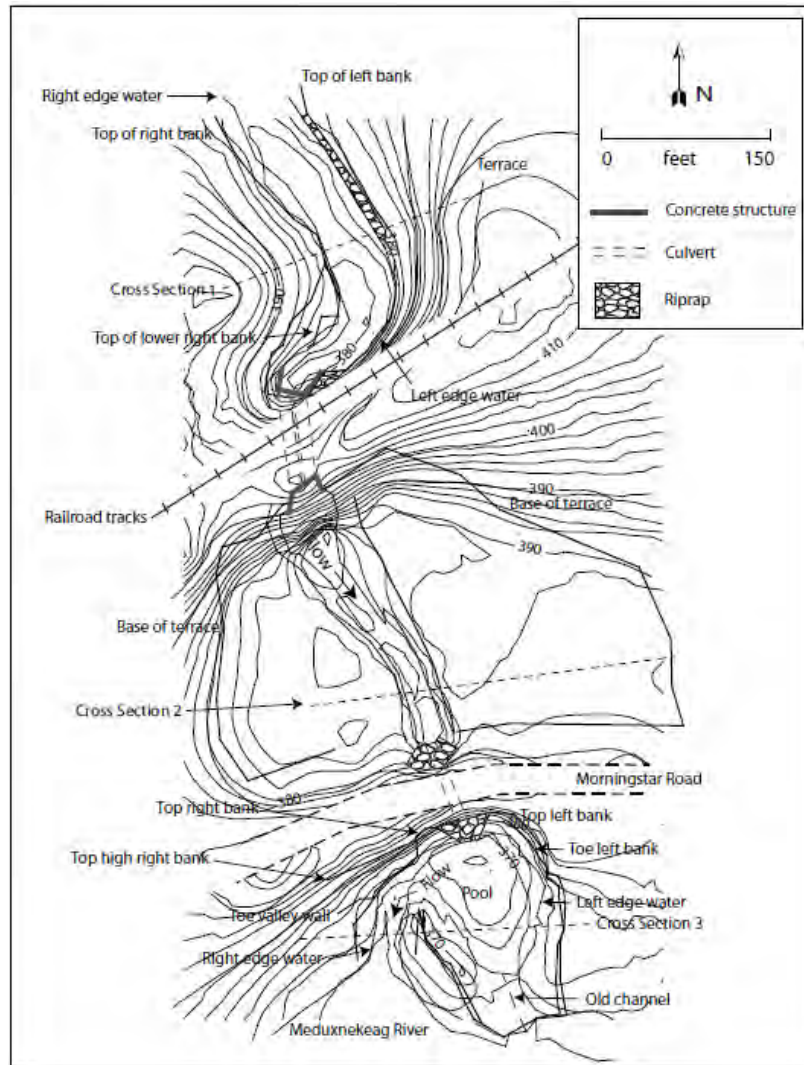 Top of left bank
Right edge water
N
Top of right bank
0 feet 150
Terrace
Concrete structure
Culvert
Riprap
Cross Section 1
390
Top of lower right bank
380
410
Left edge water
400
390
Base of terrace
Railroad tracks
390
Flow
Base of terrace
Cross Section 2
Morningstar Road
380
Top right bank
Top left bank
Toe left bank
Top high right bank
370
Flow
Pool
Left edge water
Toe valley wall
Cross Section 3
370
Right edge water
Old channel
Meduxnekeag River